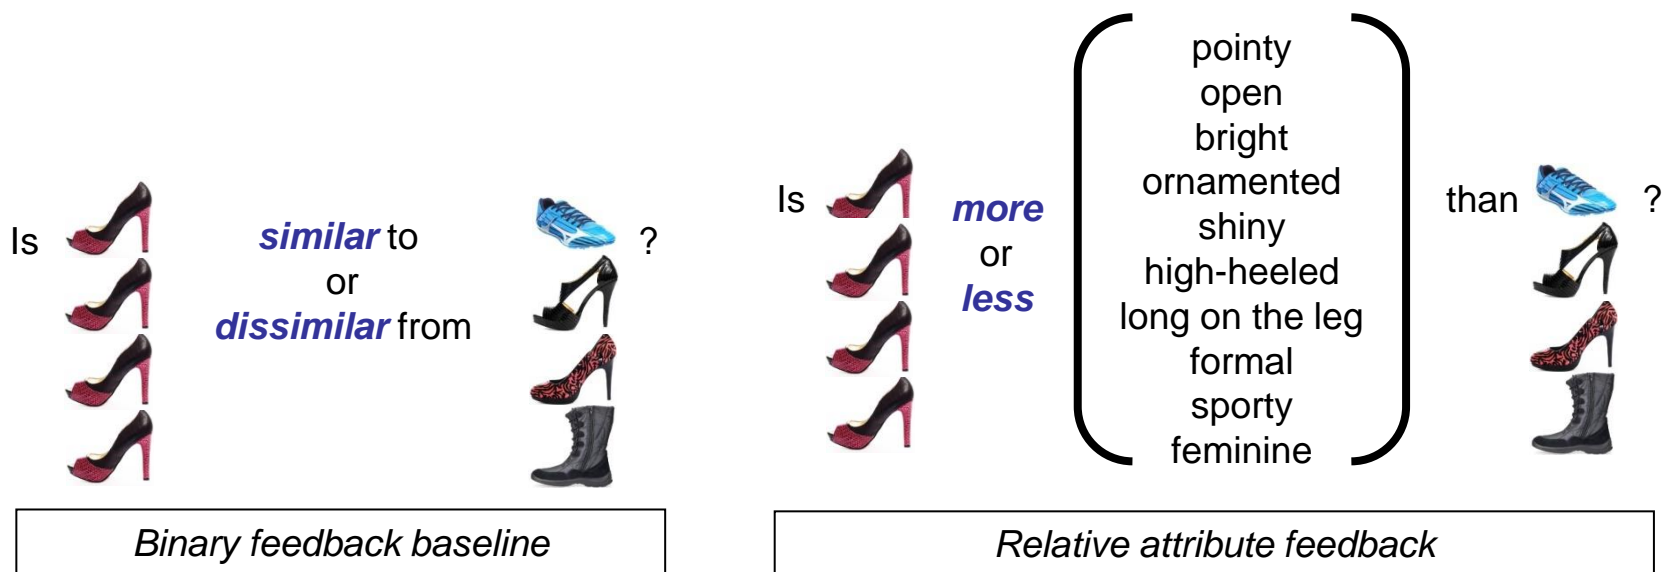 Is
similar to
or
dissimilar from
?
Binary feedback baseline
Is
more
or
less
pointy
open
bright
ornamented
shiny
high-heeled
long on the leg
formal
sporty
feminine
than
?
Relative attribute feedback